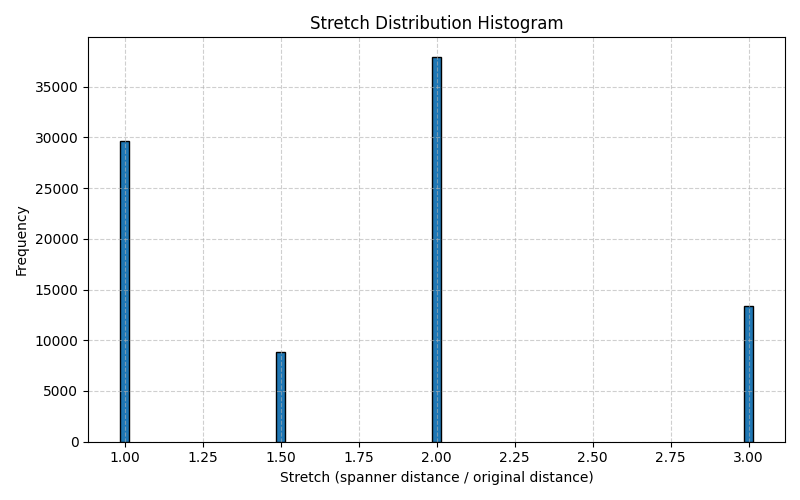 Stretch Distribution Histogram
Frequency
35000
30000
25000
20000
15000
10000
5000
0
1.00 1.25 1.50 1.75 2.00 2.25 2.50 2.75 3.00
Stretch (spanner distance / original distance)